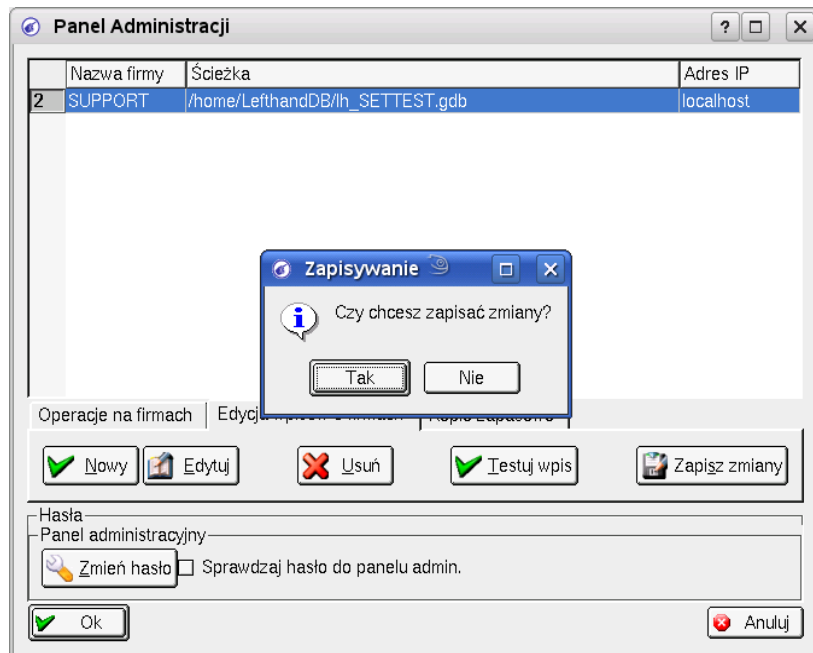 Panel Administracji
Nazwa firmy Ścieżka Adres IP
2 SUPPORT /home/LefthandDB/lh_SETTEST.gdb localhost
Zapisywanie
Czy chcesz zapisać zmiany?
Tak Nie
Operacje na firmach Edycja
Nowy Edytuj Usuń Testuj wpis Zapisz zmiany
Hasła
Panel administracyjny
Zmień hasło Sprawdzaj hasło do panelu admin.
Ok Anuluj